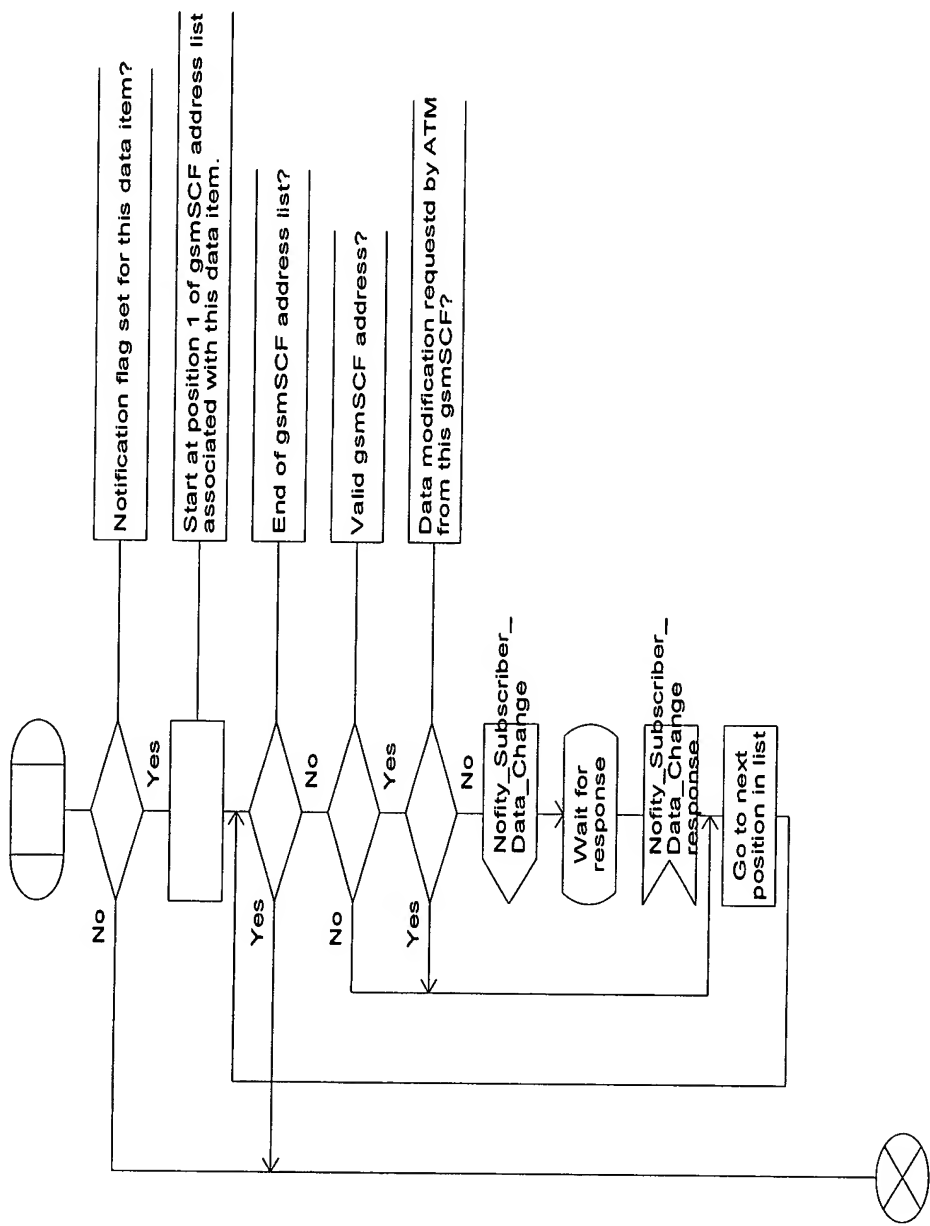 Notification flag set for this data item?
No
Yes
Start at position 1 of gsmSCF address list
associated with this data item.
End of gsmSCF address list?
Yes
No
Valid gsmSCF address?
No
Yes
Data modification requestd by ATM
from this gsmSCF?
Yes
No
Nofity_Subscriber_
Data_Change
Wait for
response
Nofity_Subscriber_
Data_Change
response
Go to next
position in list